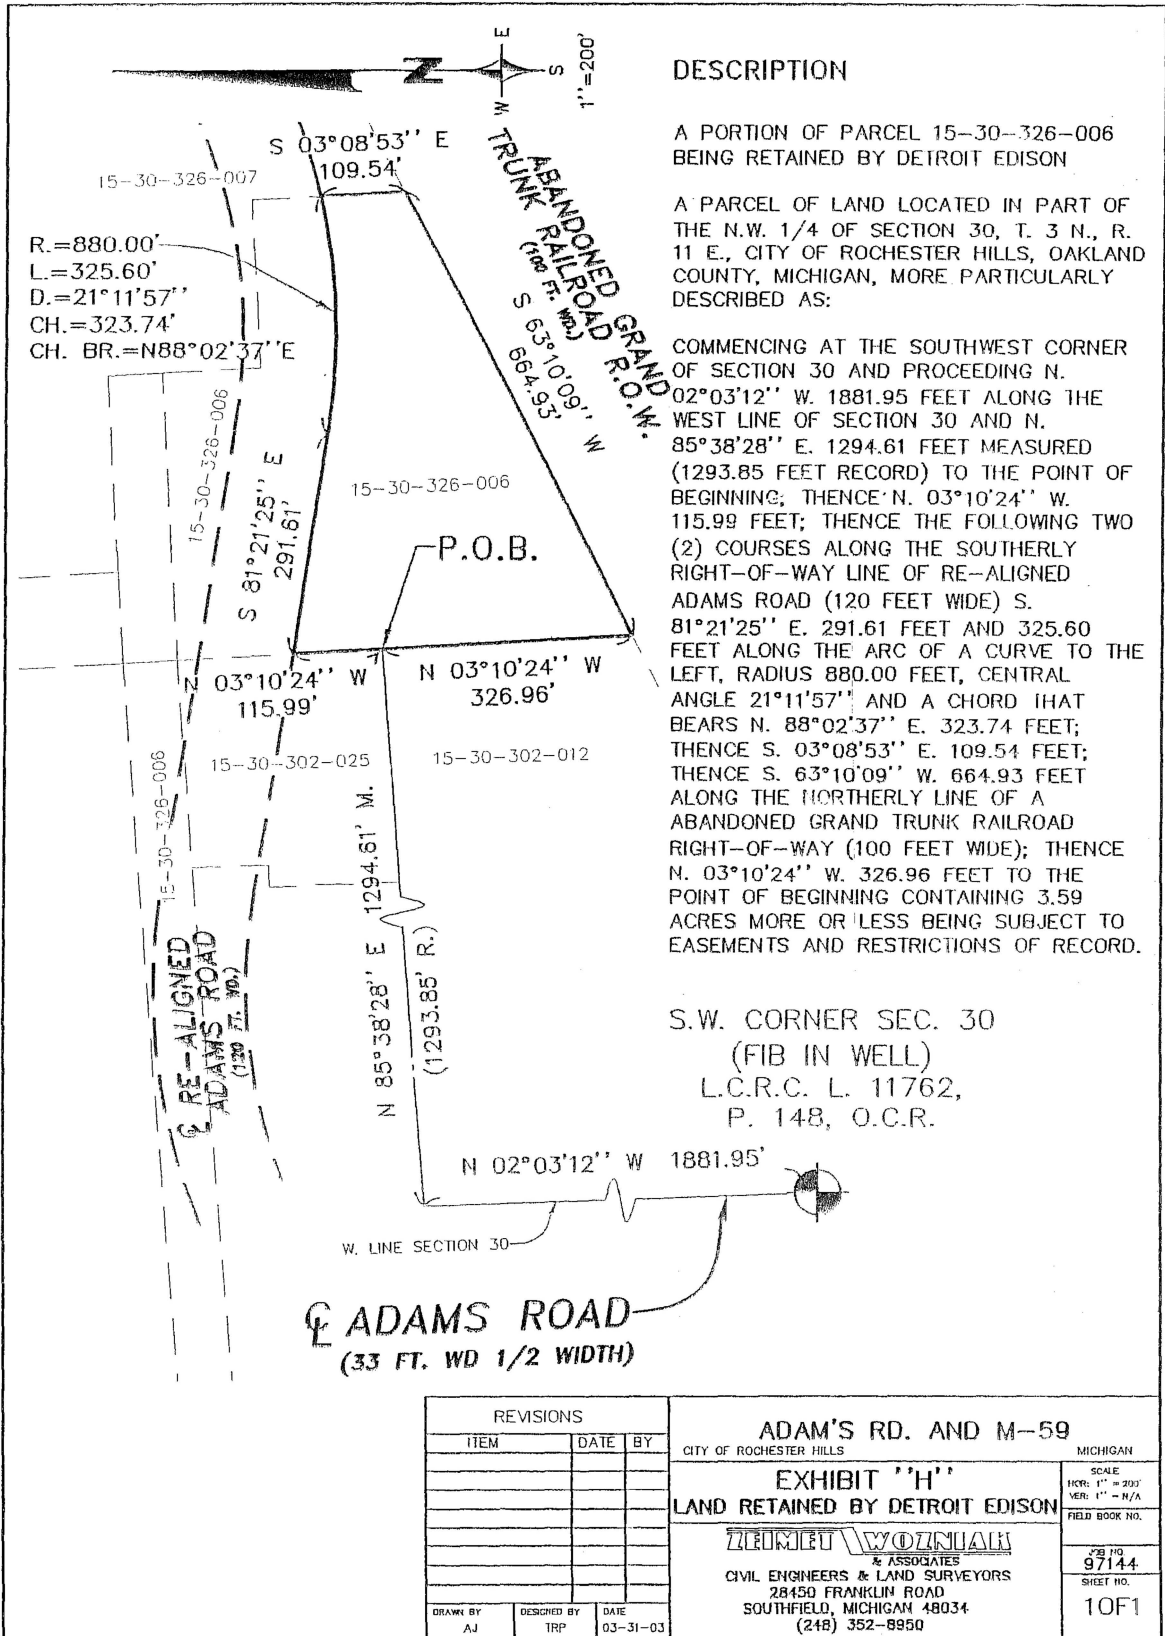 E
N
S
W
1''=200'
ABANDONED GRAND
TRUNK RAILROAD R.O.W.
(100 FT. WD.)
S 63°10'09'' W
664.93'
S 03°08'53'' E
109.54'
15-30-326-007
R.=880.00'
L.=325.60'
D.=21°11'57''
CH.=323.74'
CH. BR.=N88°02'37''E
15-30-326-006
S 81°21'25'' E
291.61'
15-30-326-006
P.O.B.
N 03°10'24'' W
115.99'
N 03°10'24'' W
326.96'
15-30-302-025
15-30-302-012
15-30-326-006
N 85°38'28'' E 1294.61' M.
(1293.85' R.)
℄ RE-ALIGNED
ADAMS ROAD
(120 FT. WD.)
N 02°03'12'' W 1881.95'
W. LINE SECTION 30
℄ ADAMS ROAD
(33 FT. WD 1/2 WIDTH)
DESCRIPTION
A PORTION OF PARCEL 15-30-326-006
BEING RETAINED BY DETROIT EDISON
A PARCEL OF LAND LOCATED IN PART OF
THE N.W. 1/4 OF SECTION 30, T. 3 N., R.
11 E., CITY OF ROCHESTER HILLS, OAKLAND
COUNTY, MICHIGAN, MORE PARTICULARLY
DESCRIBED AS:
COMMENCING AT THE SOUTHWEST CORNER
OF SECTION 30 AND PROCEEDING N.
02°03'12'' W. 1881.95 FEET ALONG THE
WEST LINE OF SECTION 30 AND N.
85°38'28'' E. 1294.61 FEET MEASURED
(1293.85 FEET RECORD) TO THE POINT OF
BEGINNING; THENCE N. 03°10'24'' W.
115.99 FEET; THENCE THE FOLLOWING TWO
(2) COURSES ALONG THE SOUTHERLY
RIGHT-OF-WAY LINE OF RE-ALIGNED
ADAMS ROAD (120 FEET WIDE) S.
81°21'25'' E. 291.61 FEET AND 325.60
FEET ALONG THE ARC OF A CURVE TO THE
LEFT, RADIUS 880.00 FEET, CENTRAL
ANGLE 21°11'57'' AND A CHORD THAT
BEARS N. 88°02'37'' E. 323.74 FEET;
THENCE S. 03°08'53'' E. 109.54 FEET;
THENCE S. 63°10'09'' W. 664.93 FEET
ALONG THE NORTHERLY LINE OF A
ABANDONED GRAND TRUNK RAILROAD
RIGHT-OF-WAY (100 FEET WIDE); THENCE
N. 03°10'24'' W. 326.96 FEET TO THE
POINT OF BEGINNING CONTAINING 3.59
ACRES MORE OR LESS BEING SUBJECT TO
EASEMENTS AND RESTRICTIONS OF RECORD.
S.W. CORNER SEC. 30
(FIB IN WELL)
L.C.R.C. L. 11762,
P. 148, O.C.R.
REVISIONS
ITEM DATE BY
DRAWN BY DESIGNED BY DATE
AJ TRP 03-31-03
ADAM'S RD. AND M-59
CITY OF ROCHESTER HILLS MICHIGAN
EXHIBIT ''H''
LAND RETAINED BY DETROIT EDISON
SCALE
HOR: 1'' = 200'
VER: 1'' - N/A
FIELD BOOK NO.
ZEIMET WOZNIAK
& ASSOCIATES
CIVIL ENGINEERS & LAND SURVEYORS
28450 FRANKLIN ROAD
SOUTHFIELD, MICHIGAN 48034
(248) 352-8950
JOB NO.
97144
SHEET NO.
1OF1